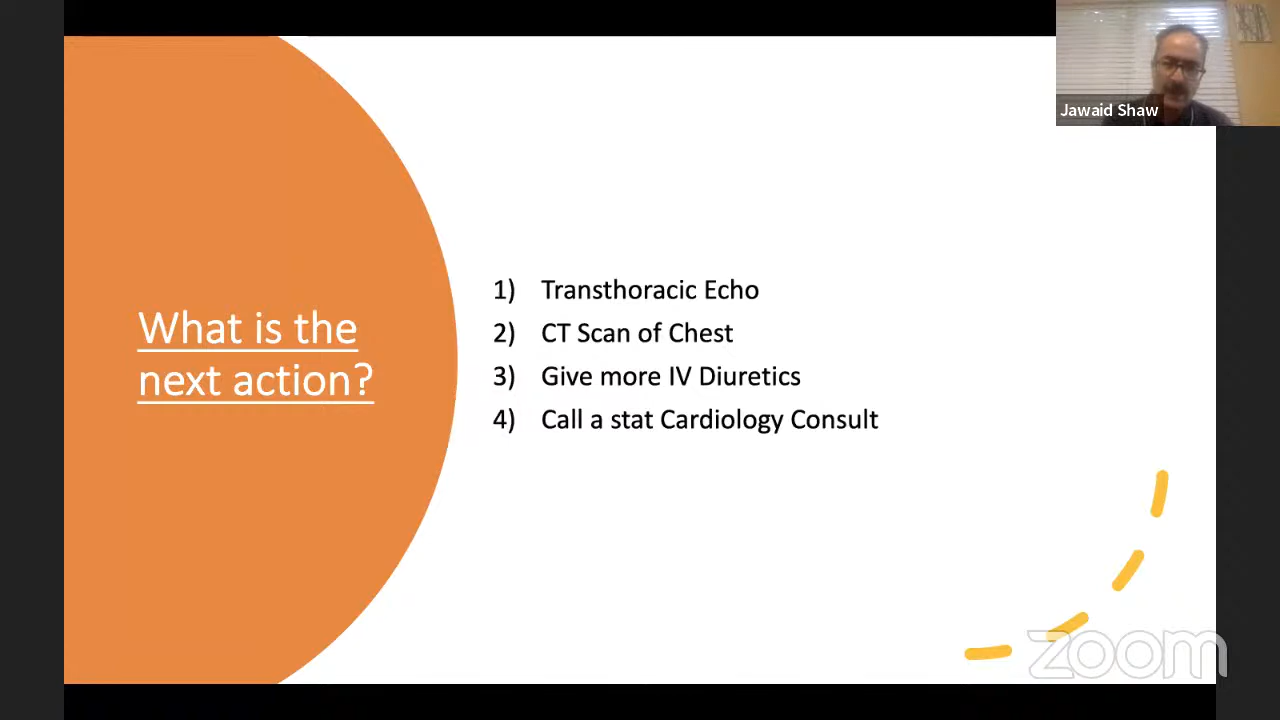 Jawaid Shaw
What is the
next action?
1) Transthoracic Echo
2) CT Scan of Chest
3) Give more IV Diuretics
4) Call a stat Cardiology Consult
zoom